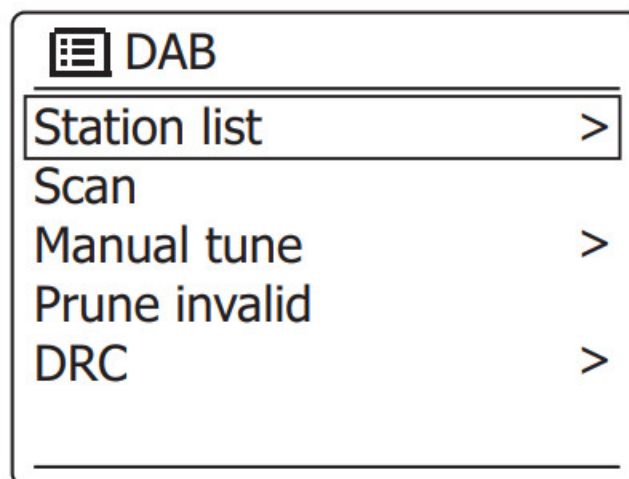 DAB
Station list >
Scan
Manual tune >
Prune invalid
DRC >